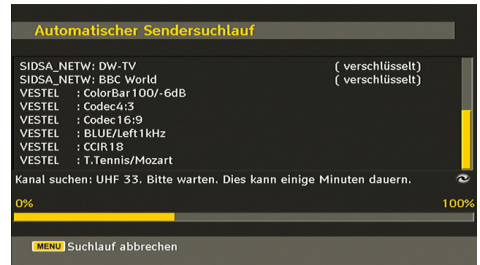 Automatischer Sendersuchlauf
SIDSA_NETW: DW-TV ( verschlüsselt)
SIDSA_NETW: BBC World ( verschlüsselt)
VESTEL : ColorBar100/-6dB
VESTEL : Codec4:3
VESTEL : Codec16:9
VESTEL : BLUE/Left1kHz
VESTEL : CCIR18
VESTEL : T.Tennis/Mozart
Kanal suchen: UHF 33. Bitte warten. Dies kann einige Minuten dauern.
0% 100%
MENU Suchlauf abbrechen